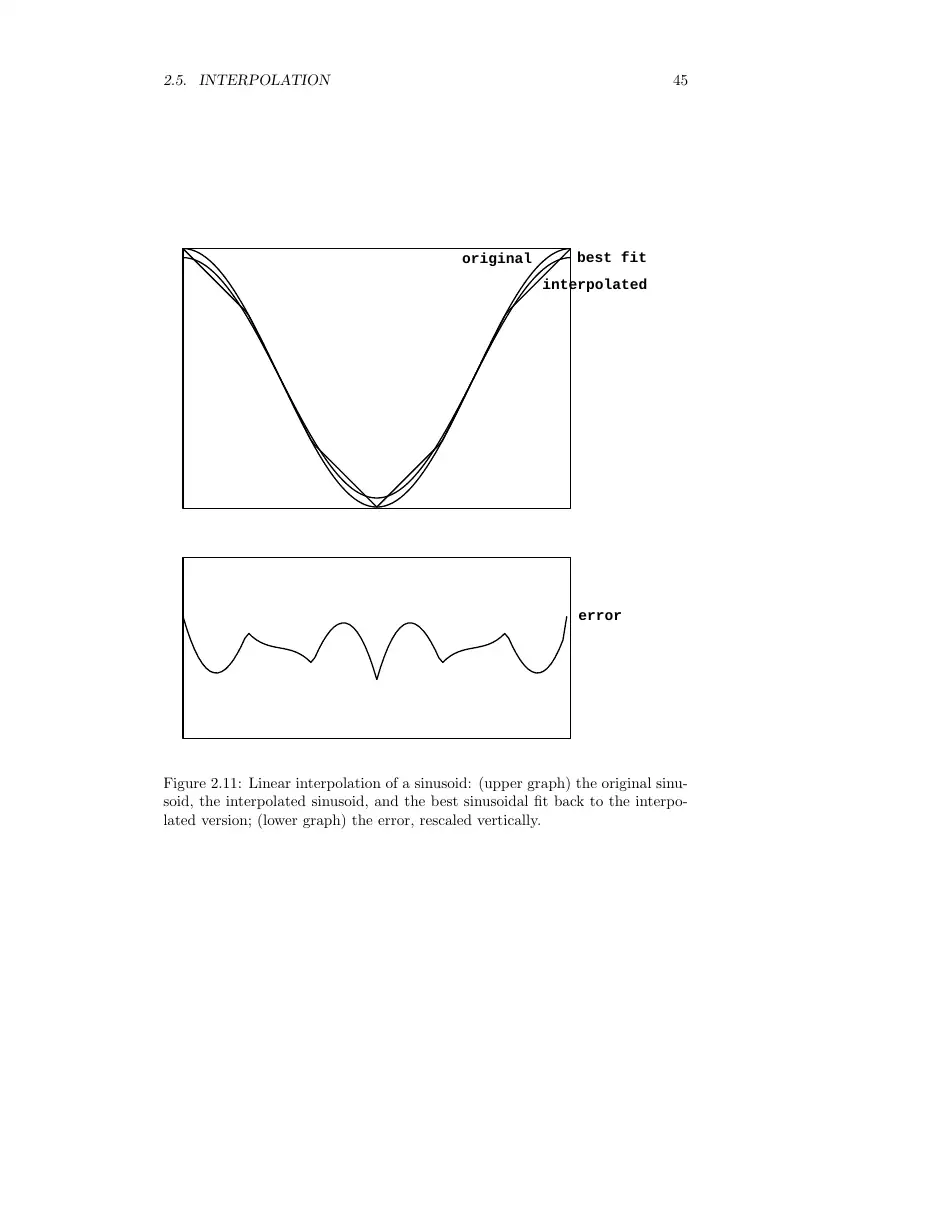 2.5. INTERPOLATION 45
original best fit
interpolated
error
Figure 2.11: Linear interpolation of a sinusoid: (upper graph) the original sinu-
soid, the interpolated sinusoid, and the best sinusoidal fit back to the interpo-
lated version; (lower graph) the error, rescaled vertically.